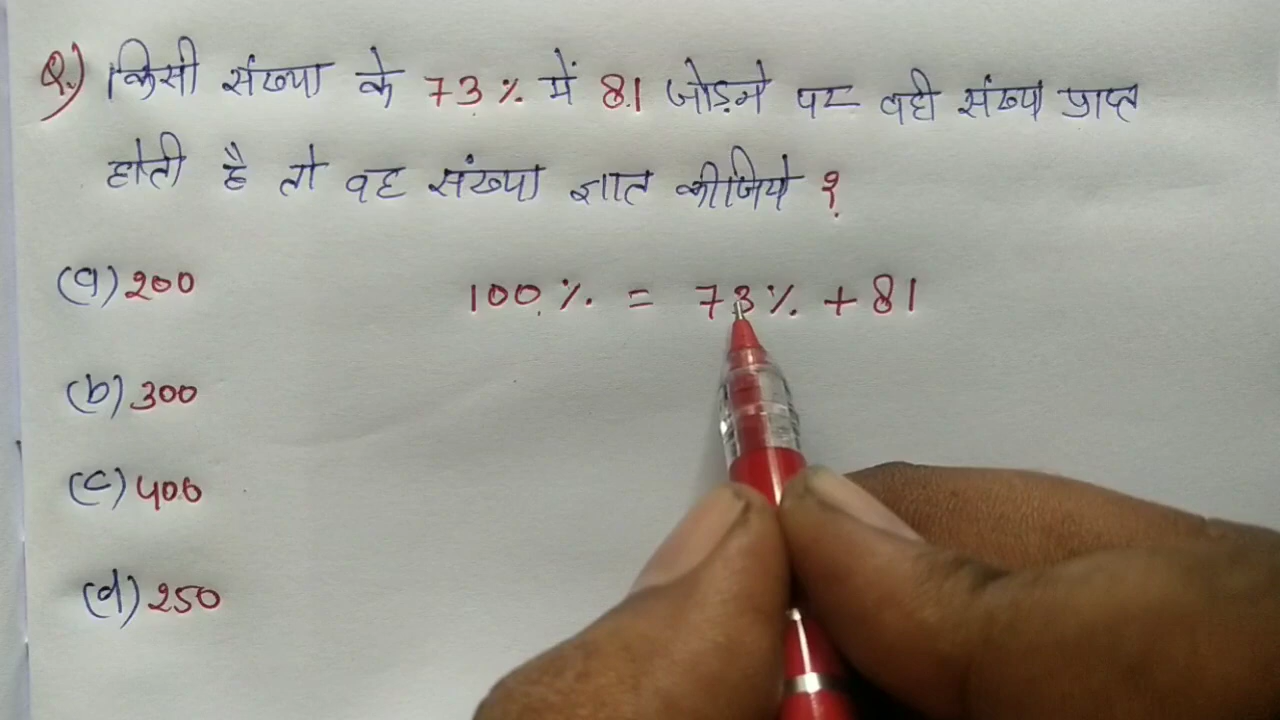 Q.) किसी संख्या के 73% में 81 जोड़ने पर वही संख्या प्राप्त
होती है तो वह संख्या ज्ञात कीजिये ?
(a) 200
100% = 73% + 81
(b) 300
(c) 400
(d) 250